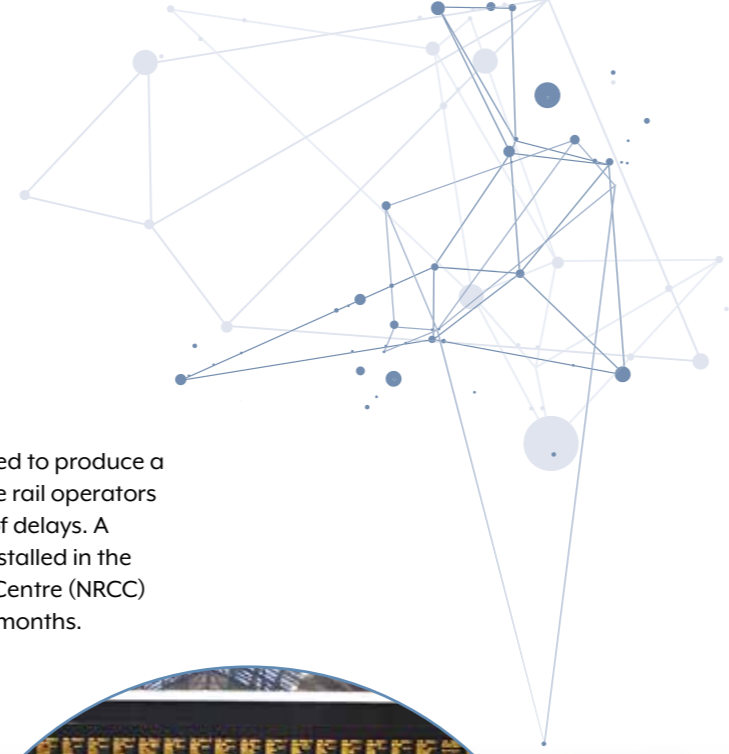 ed to produce a
e rail operators
f delays. A
stalled in the
Centre (NRCC)
months.